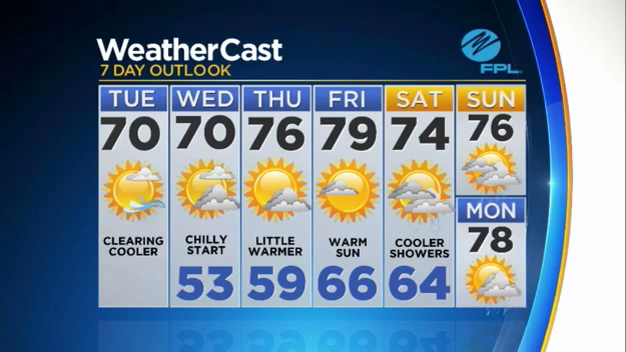 WeatherCast
7 DAY OUTLOOK
FPL.
TUE WED THU FRI SAT SUN
70 70 76 79 74 76
MON
78
CLEARING COOLER
CHILLY START
LITTLE WARMER
WARM SUN
COOLER SHOWERS
53 59 66 64